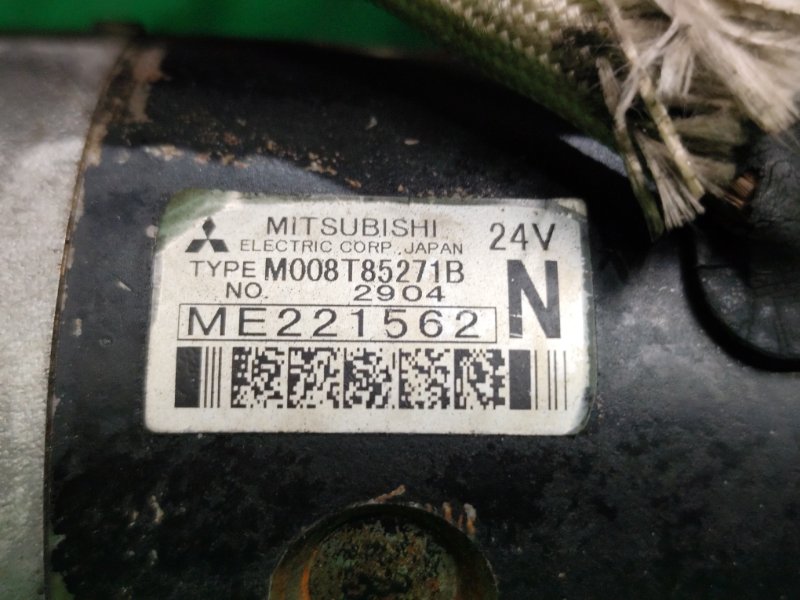 MITSUBISHI 24V
ELECTRIC CORP. JAPAN
TYPE M008T85271B N
NO. 2904
ME221562